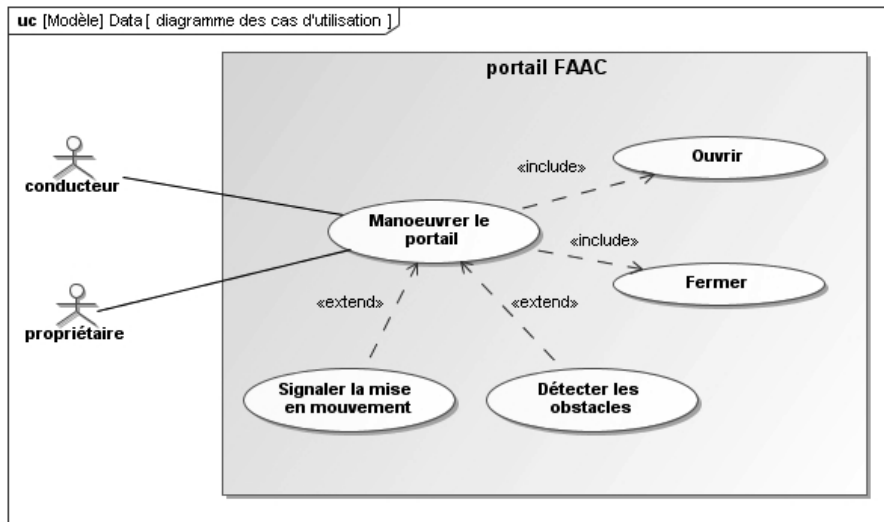 uc [Modèle] Data [ diagramme des cas d'utilisation ]
portail FAAC
conducteur
propriétaire
Manoeuvrer le
portail
«include»
Ouvrir
«include»
Fermer
«extend»
«extend»
Signaler la mise
en mouvement
Détecter les
obstacles